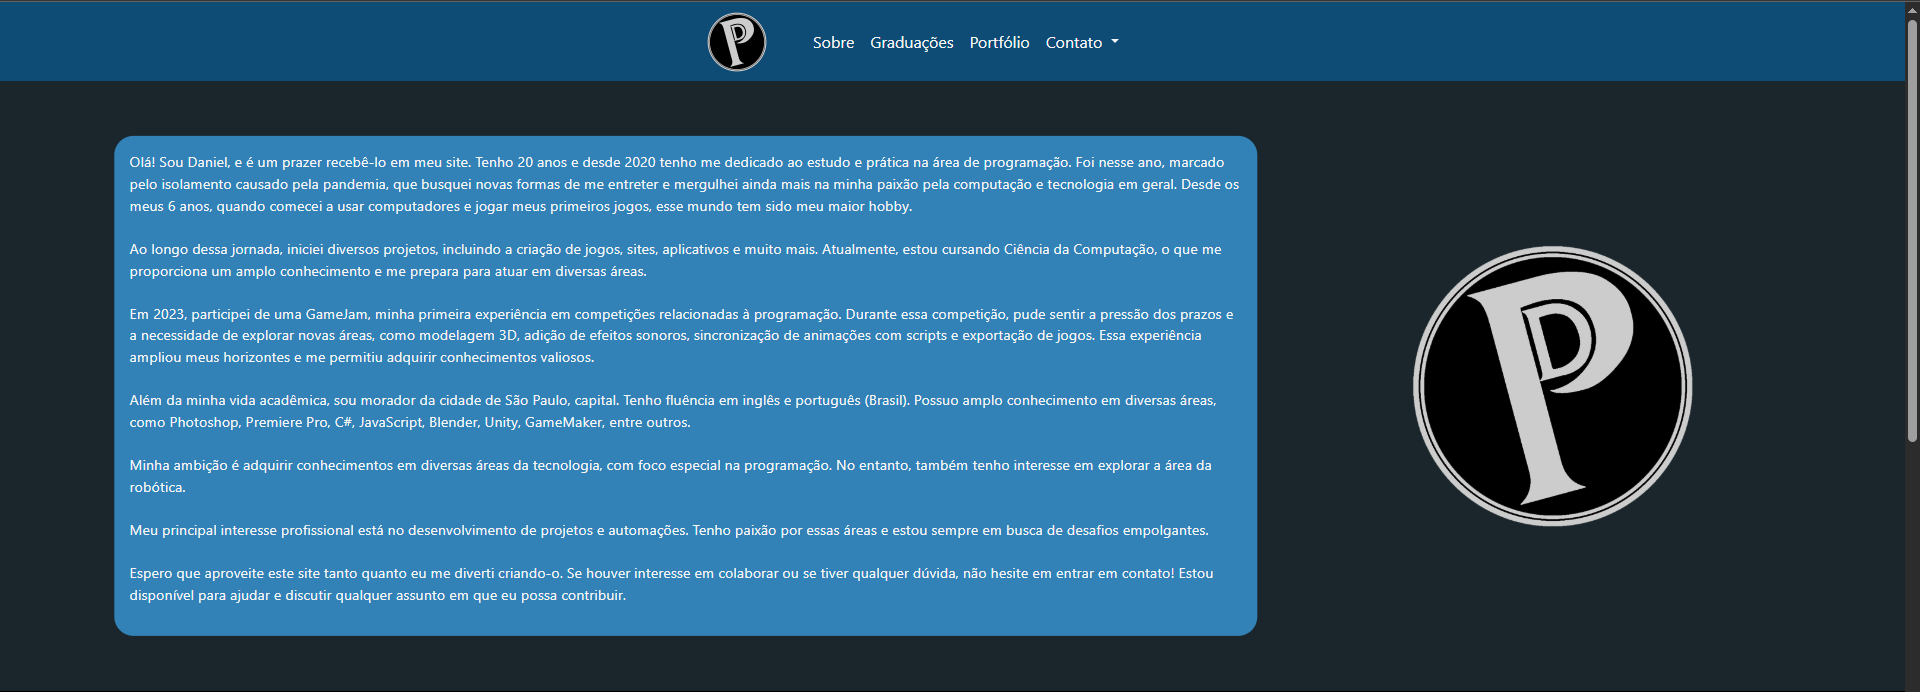 Sobre Graduações Portfólio Contato
Olá! Sou Daniel, e é um prazer recebê-lo em meu site. Tenho 20 anos e desde 2020 tenho me dedicado ao estudo e prática na área de programação. Foi nesse ano, marcado
pelo isolamento causado pela pandemia, que busquei novas formas de me entreter e mergulhei ainda mais na minha paixão pela computação e tecnologia em geral. Desde os
meus 6 anos, quando comecei a usar computadores e jogar meus primeiros jogos, esse mundo tem sido meu maior hobby.
Ao longo dessa jornada, iniciei diversos projetos, incluindo a criação de jogos, sites, aplicativos e muito mais. Atualmente, estou cursando Ciência da Computação, o que me
proporciona um amplo conhecimento e me prepara para atuar em diversas áreas.
Em 2023, participei de uma GameJam, minha primeira experiência em competições relacionadas à programação. Durante essa competição, pude sentir a pressão dos prazos e
a necessidade de explorar novas áreas, como modelagem 3D, adição de efeitos sonoros, sincronização de animações com scripts e exportação de jogos. Essa experiência
ampliou meus horizontes e me permitiu adquirir conhecimentos valiosos.
Além da minha vida acadêmica, sou morador da cidade de São Paulo, capital. Tenho fluência em inglês e português (Brasil). Possuo amplo conhecimento em diversas áreas,
como Photoshop, Premiere Pro, C#, JavaScript, Blender, Unity, GameMaker, entre outros.
Minha ambição é adquirir conhecimentos em diversas áreas da tecnologia, com foco especial na programação. No entanto, também tenho interesse em explorar a área da
robótica.
Meu principal interesse profissional está no desenvolvimento de projetos e automações. Tenho paixão por essas áreas e estou sempre em busca de desafios empolgantes.
Espero que aproveite este site tanto quanto eu me diverti criando-o. Se houver interesse em colaborar ou se tiver qualquer dúvida, não hesite em entrar em contato! Estou
disponível para ajudar e discutir qualquer assunto em que eu possa contribuir.